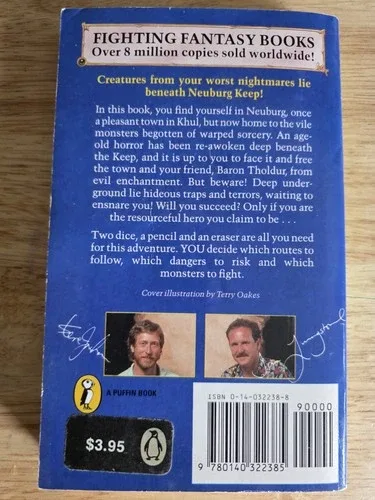 FIGHTING FANTASY BOOKS
Over 8 million copies sold worldwide!
Creatures from your worst nightmares lie
beneath Neuburg Keep!
In this book, you find yourself in Neuburg, once
a pleasant town in Khul, but now home to the vile
monsters begotten of warped sorcery. An age-
old horror has been re-awoken deep beneath
the Keep, and it is up to you to face it and free
the town and your friend, Baron Tholdur, from
evil enchantment. But beware! Deep under-
ground lie hideous traps and terrors, waiting to
ensnare you! Will you succeed? Only if you are
the resourceful hero you claim to be . . .
Two dice, a pencil and an eraser are all you need
for this adventure. YOU decide which routes to
follow, which dangers to risk and which
monsters to fight.
Cover illustration by Terry Oakes
A PUFFIN BOOK
$3.95
ISBN 0-14-032238-8
90000
9 780140 322385